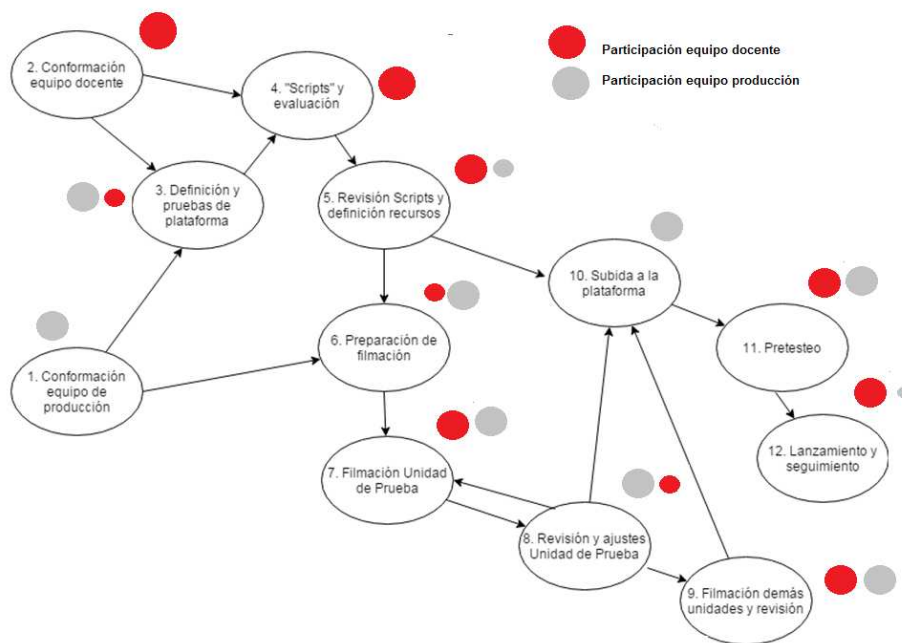 Participación equipo docente
Participación equipo producción
2. Conformación
equipo docente
4. "Scripts" y
evaluación
3. Definición y
pruebas de
plataforma
5. Revisión Scripts y
definición recursos
10. Subida a la
plataforma
6. Preparación de
filmación
11. Pretesteo
1. Conformación
equipo de
producción
12. Lanzamiento y
seguimiento
7. Filmación Unidad
de Prueba
8. Revisión y ajustes
Unidad de Prueba
9. Filmación demás
unidades y revisión